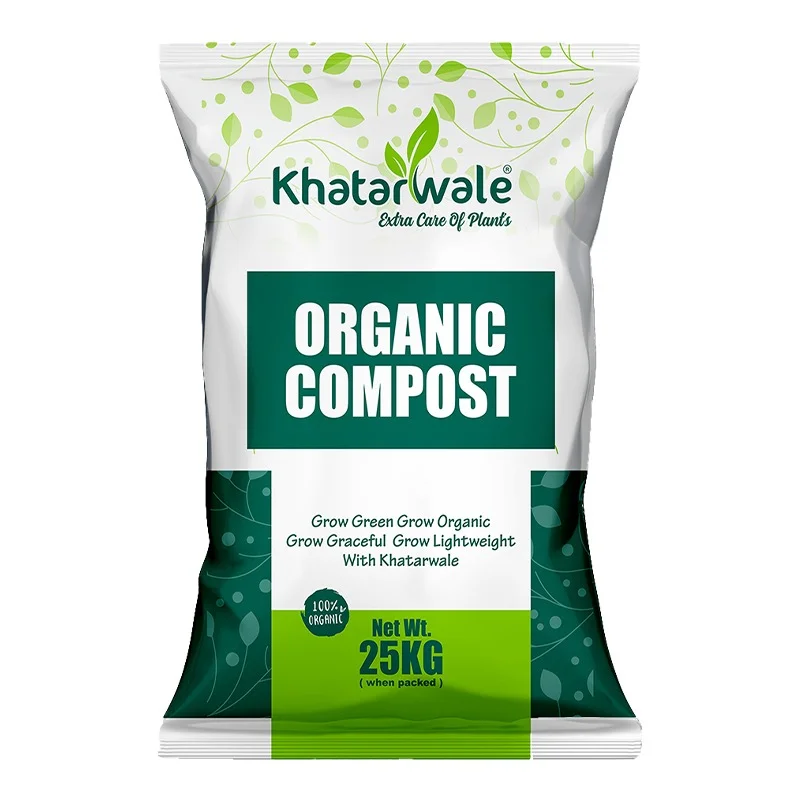 Khatarwale®
Extra Care Of Plants
ORGANIC
COMPOST
Grow Green Grow Organic
Grow Graceful Grow Lightweight
With Khatarwale
100%
ORGANIC
Net Wt.
25KG
( when packed )